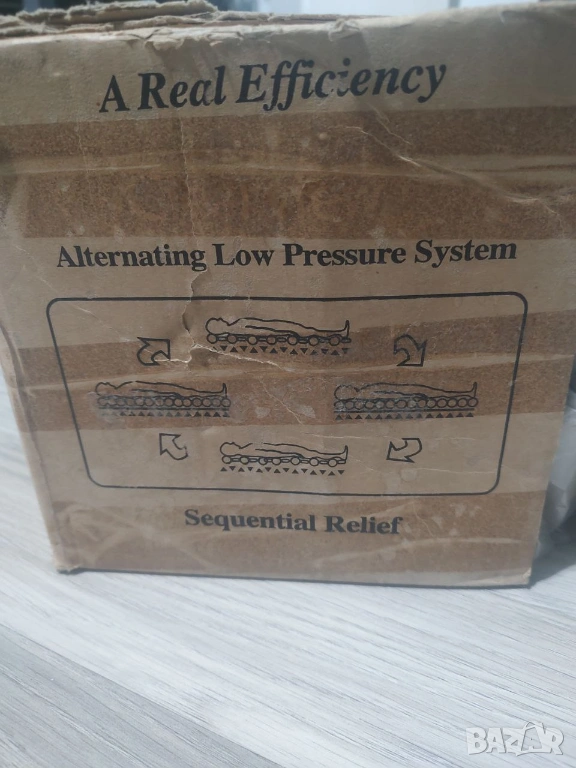 A Real Efficiency
Alternating Low Pressure System
Sequential Relief
BAZAR